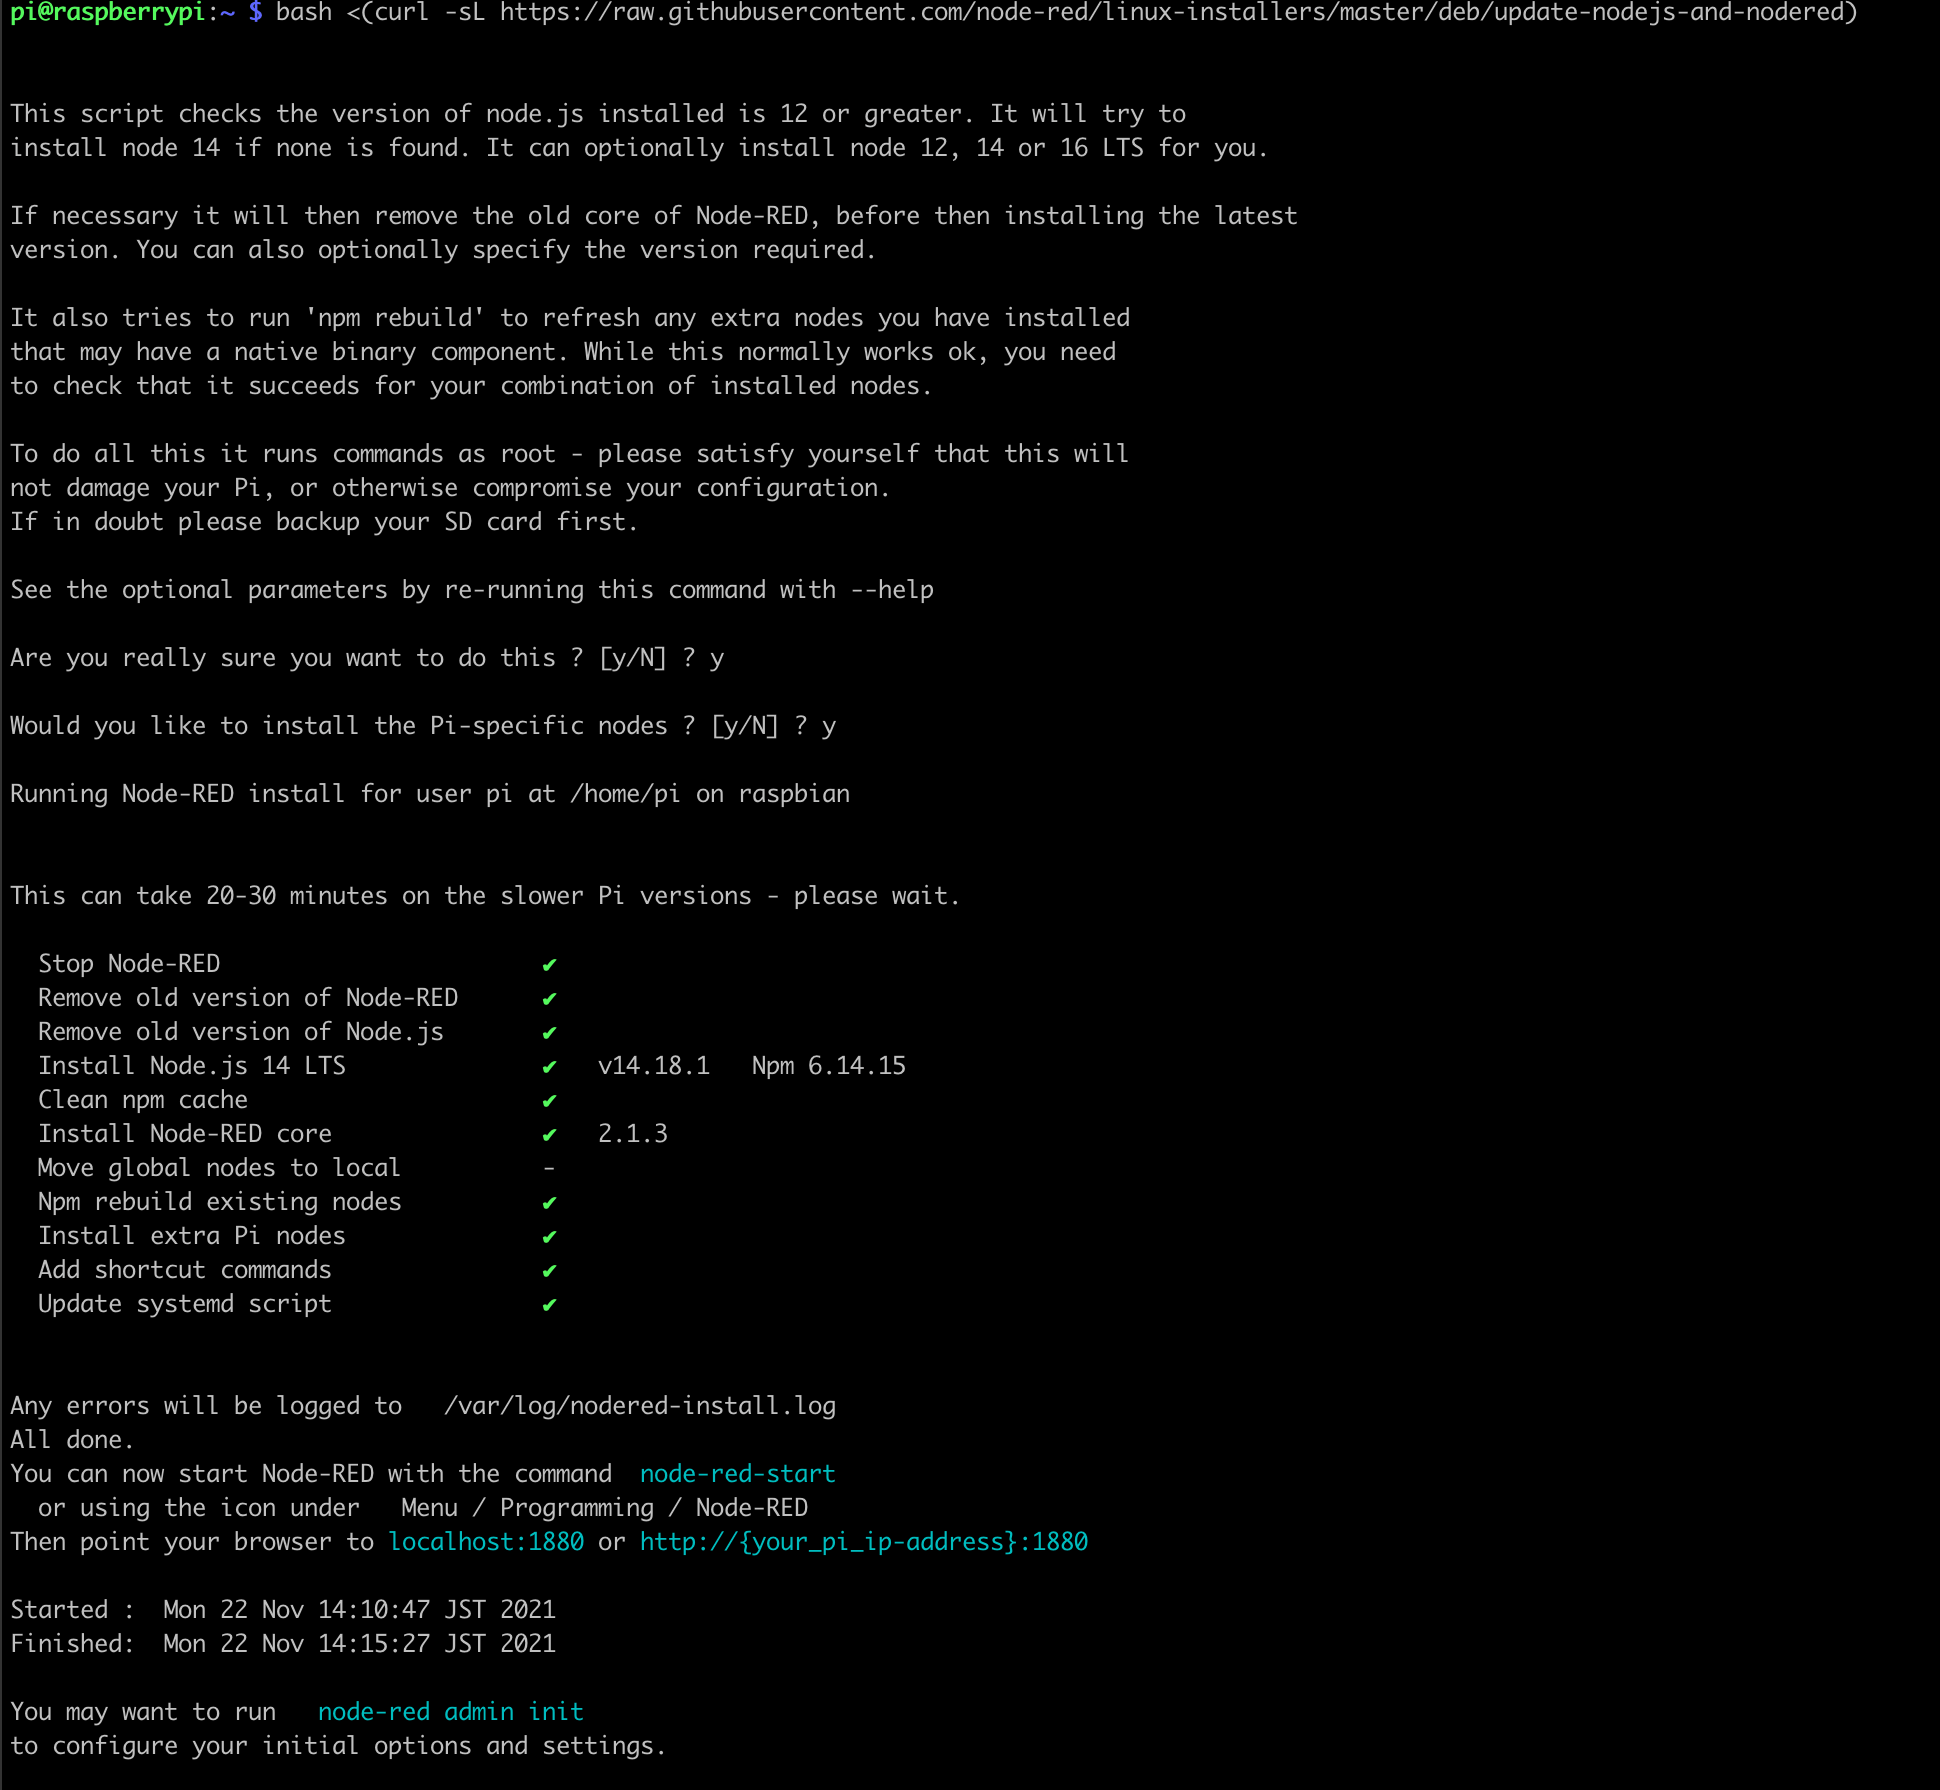 pi@raspberrypi:~ $ bash <(curl -sL https://raw.githubusercontent.com/node-red/linux-installers/master/deb/update-nodejs-and-nodered)
This script checks the version of node.js installed is 12 or greater. It will try to
install node 14 if none is found. It can optionally install node 12, 14 or 16 LTS for you.
If necessary it will then remove the old core of Node-RED, before then installing the latest
version. You can also optionally specify the version required.
It also tries to run 'npm rebuild' to refresh any extra nodes you have installed
that may have a native binary component. While this normally works ok, you need
to check that it succeeds for your combination of installed nodes.
To do all this it runs commands as root - please satisfy yourself that this will
not damage your Pi, or otherwise compromise your configuration.
If in doubt please backup your SD card first.
See the optional parameters by re-running this command with --help
Are you really sure you want to do this ? [y/N] ? y
Would you like to install the Pi-specific nodes ? [y/N] ? y
Running Node-RED install for user pi at /home/pi on raspbian
This can take 20-30 minutes on the slower Pi versions - please wait.
Stop Node-RED ✔
Remove old version of Node-RED ✔
Remove old version of Node.js ✔
Install Node.js 14 LTS ✔ v14.18.1 Npm 6.14.15
Clean npm cache ✔
Install Node-RED core ✔ 2.1.3
Move global nodes to local -
Npm rebuild existing nodes ✔
Install extra Pi nodes ✔
Add shortcut commands ✔
Update systemd script ✔
Any errors will be logged to /var/log/nodered-install.log
All done.
You can now start Node-RED with the command node-red-start
or using the icon under Menu / Programming / Node-RED
Then point your browser to localhost:1880 or http://{your_pi_ip-address}:1880
Started : Mon 22 Nov 14:10:47 JST 2021
Finished: Mon 22 Nov 14:15:27 JST 2021
You may want to run node-red admin init
to configure your initial options and settings.